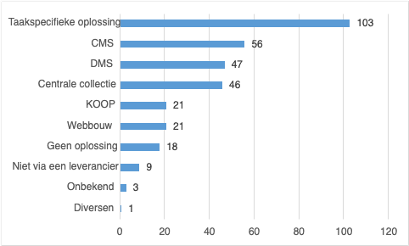 Taakspecifieke oplossing 103
CMS 56
DMS 47
Centrale collectie 46
KOOP 21
Webbouw 21
Geen oplossing 18
Niet via een leverancier 9
Onbekend 3
Diversen 1
0 20 40 60 80 100 120